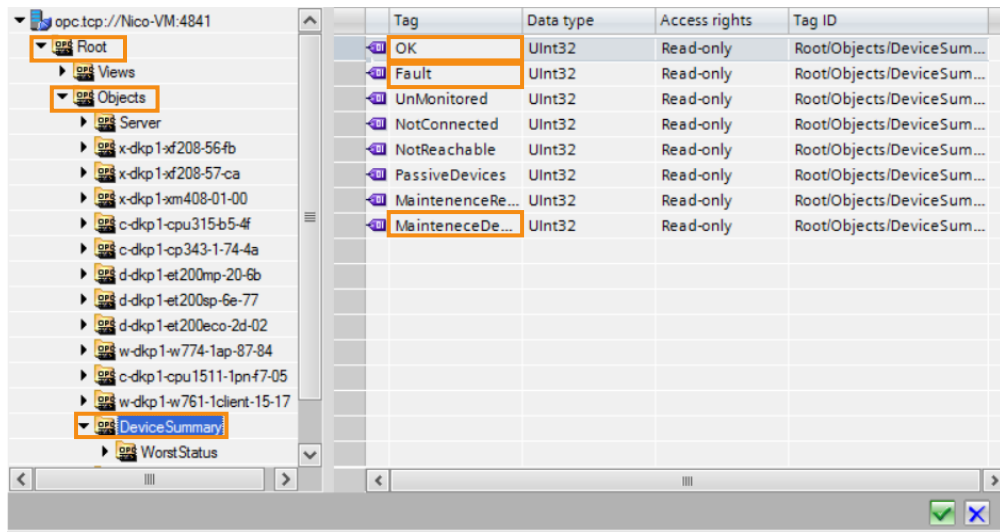 opc.tcp://Nico-VM:4841
Root
Views
Objects
Server
x-dkp1-xf208-56-fb
x-dkp1-xf208-57-ca
x-dkp1-xm408-01-00
c-dkp1-cpu315-b5-4f
c-dkp1-cp343-1-74-4a
d-dkp1-et200mp-20-6b
d-dkp1-et200sp-6e-77
d-dkp1-et200eco-2d-02
w-dkp1-w774-1ap-87-84
c-dkp1-cpu1511-1pn-f7-05
w-dkp1-w761-1client-15-17
DeviceSummary
WorstStatus
Tag Data type Access rights Tag ID
OK UInt32 Read-only Root/Objects/DeviceSum...
Fault UInt32 Read-only Root/Objects/DeviceSum...
UnMonitored UInt32 Read-only Root/Objects/DeviceSum...
NotConnected UInt32 Read-only Root/Objects/DeviceSum...
NotReachable UInt32 Read-only Root/Objects/DeviceSum...
PassiveDevices UInt32 Read-only Root/Objects/DeviceSum...
MaintenenceRe... UInt32 Read-only Root/Objects/DeviceSum...
MainteneceDe... UInt32 Read-only Root/Objects/DeviceSum...